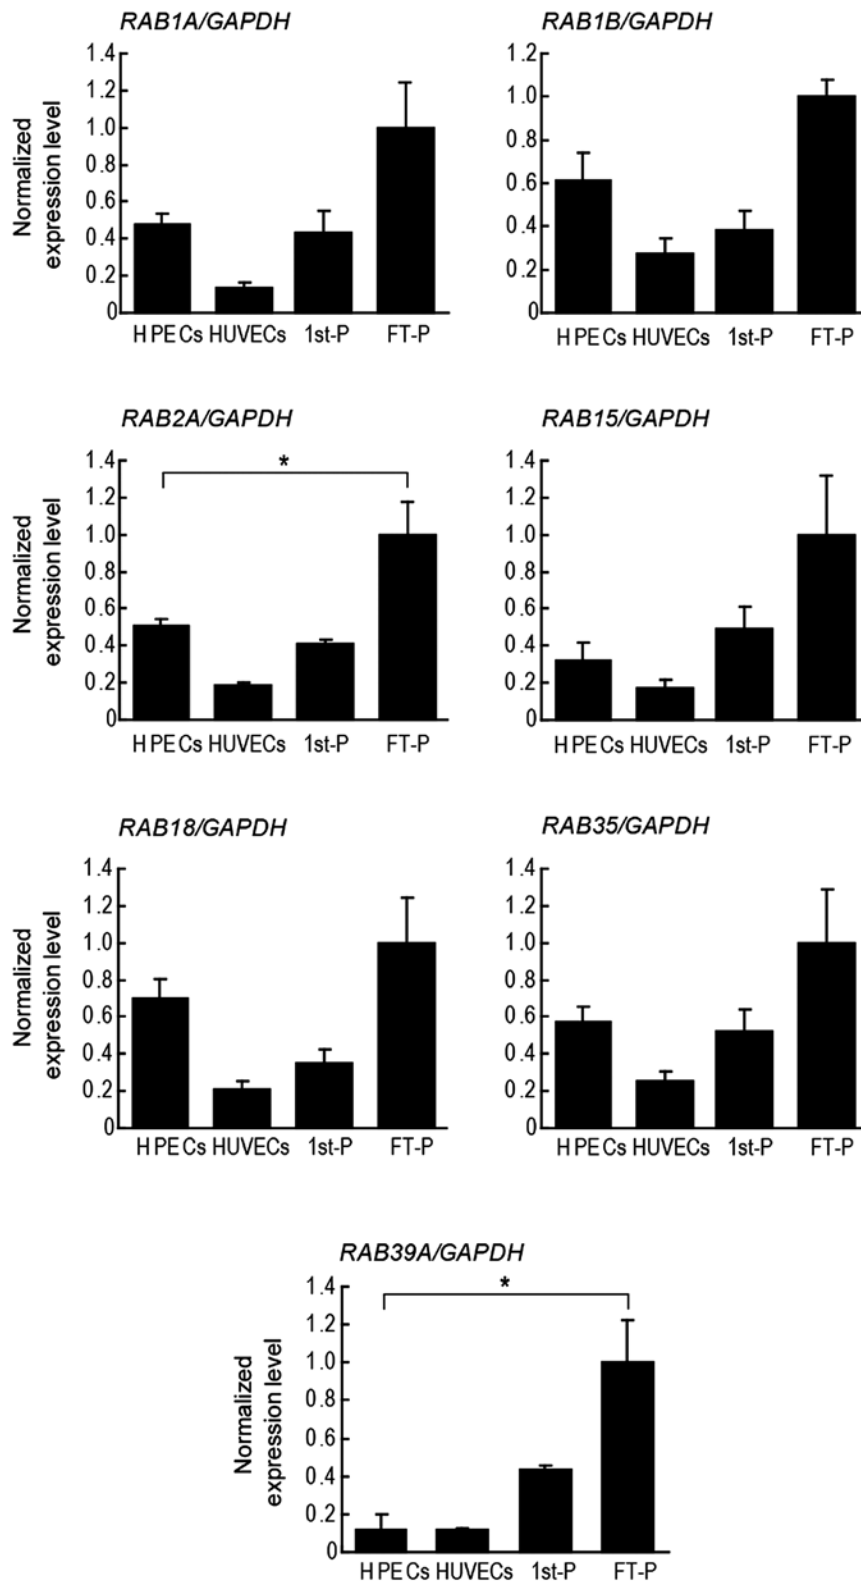 RAB1A/GAPDH
Normalized
expression level
1.4
1.2
1.0
0.8
0.6
0.4
0.2
0
HPECs HUVECs 1st-P FT-P
RAB1B/GAPDH
1.2
1.0
0.8
0.6
0.4
0.2
0
HPECs HUVECs 1st-P FT-P
RAB2A/GAPDH
Normalized
expression level
1.4
1.2
1.0
0.8
0.6
0.4
0.2
0
*
HPECs HUVECs 1st-P FT-P
RAB15/GAPDH
1.4
1.2
1.0
0.8
0.6
0.4
0.2
0
HPECs HUVECs 1st-P FT-P
RAB18/GAPDH
Normalized
expression level
1.4
1.2
1.0
0.8
0.6
0.4
0.2
0
HPECs HUVECs 1st-P FT-P
RAB35/GAPDH
1.4
1.2
1.0
0.8
0.6
0.4
0.2
0
HPECs HUVECs 1st-P FT-P
RAB39A/GAPDH
Normalized
expression level
1.4
1.2
1.0
0.8
0.6
0.4
0.2
0
*
HPECs HUVECs 1st-P FT-P